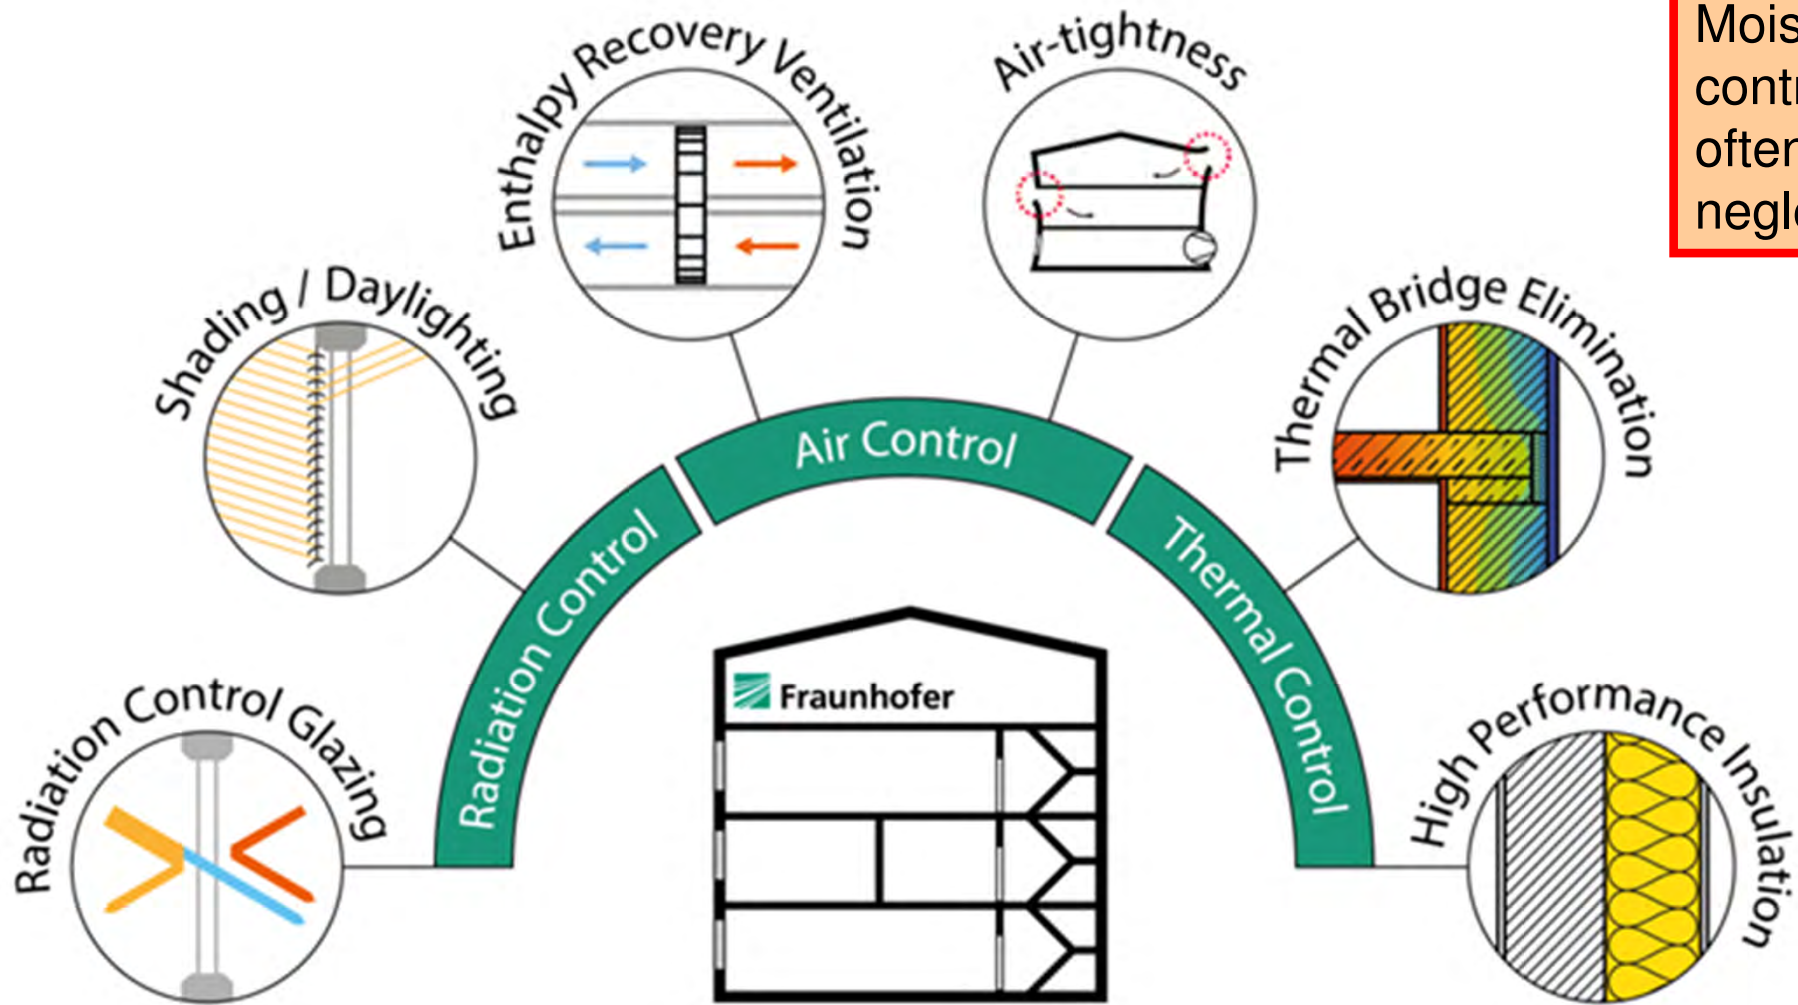 Enthalpy Recovery Ventilation
Air-tightness
Shading / Daylighting
Thermal Bridge Elimination
Air Control
Radiation Control
Thermal Control
Radiation Control Glazing
High Performance Insulation
Fraunhofer
often